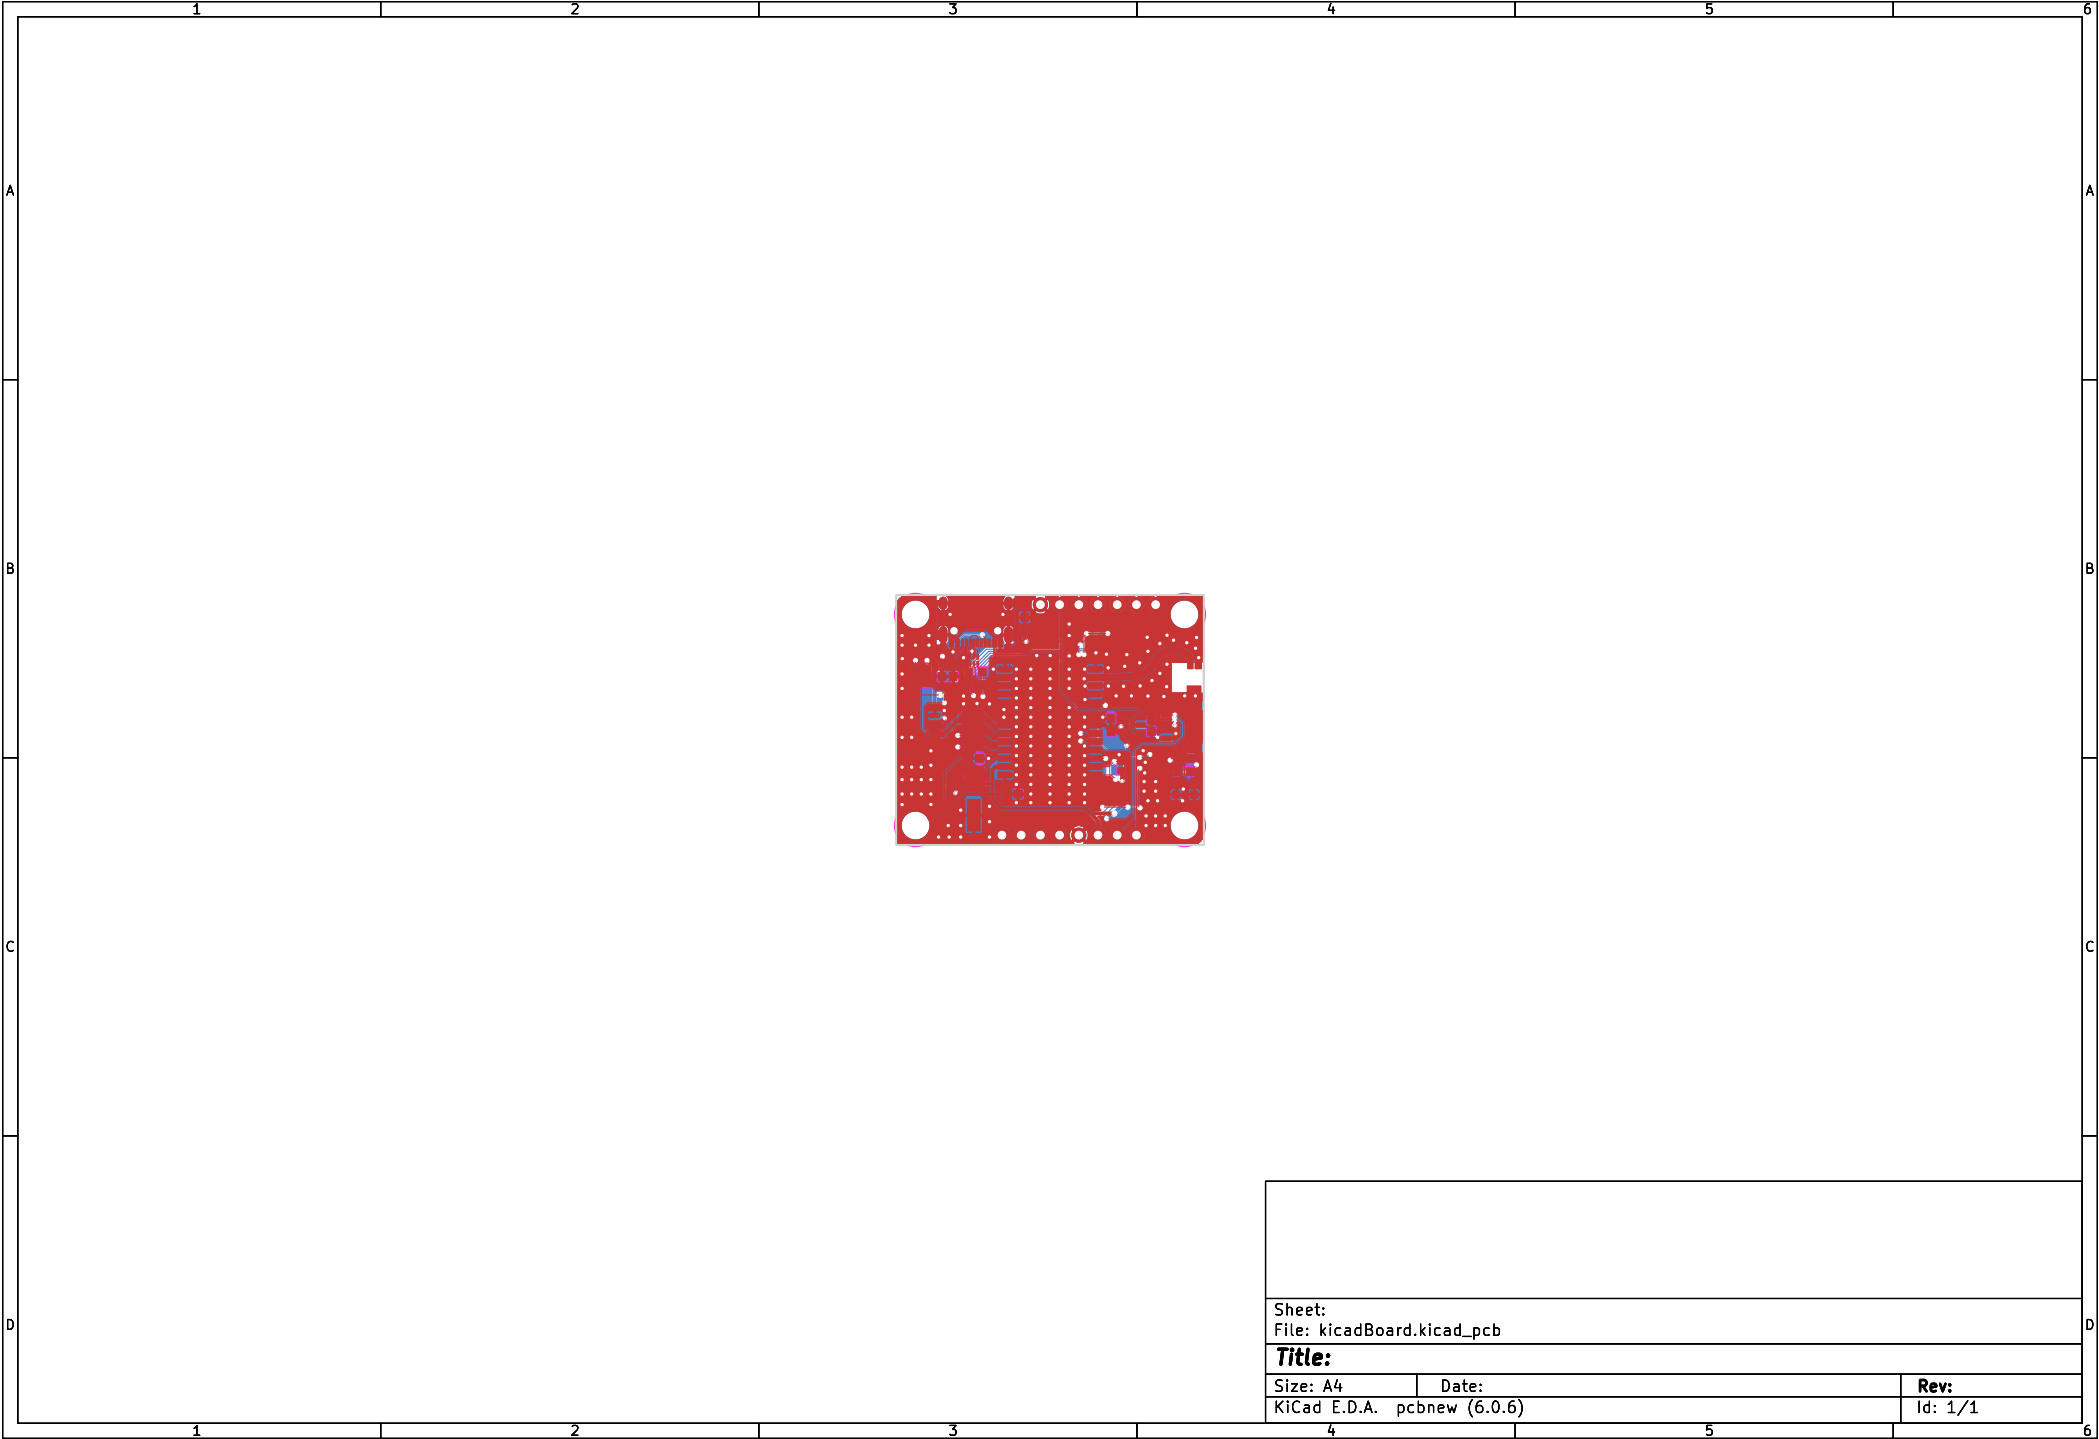 1 2 3 4 5 6
A A
B B
C C
Sheet:
File: kicadBoard.kicad_pcb
D D
Title:
Size: A4 Date: Rev:
KiCad E.D.A. pcbnew (6.0.6) Id: 1/1
1 2 3 4 5 6